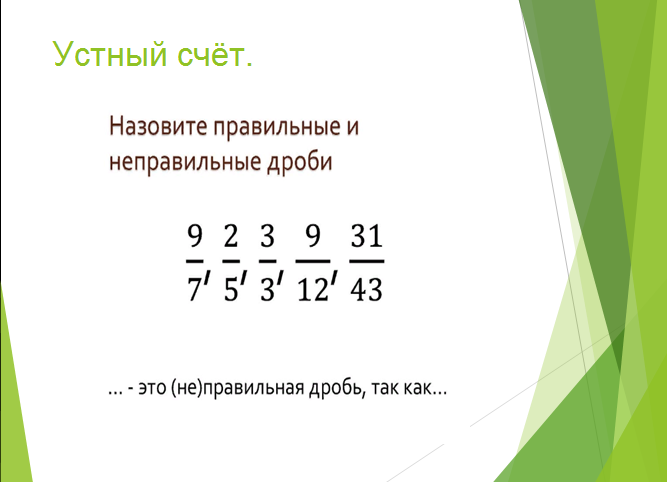 Устный счёт.
Назовите правильные и
неправильные дроби
9/7, 2/5, 3/3, 9/12, 31/43
... - это (не)правильная дробь, так как...